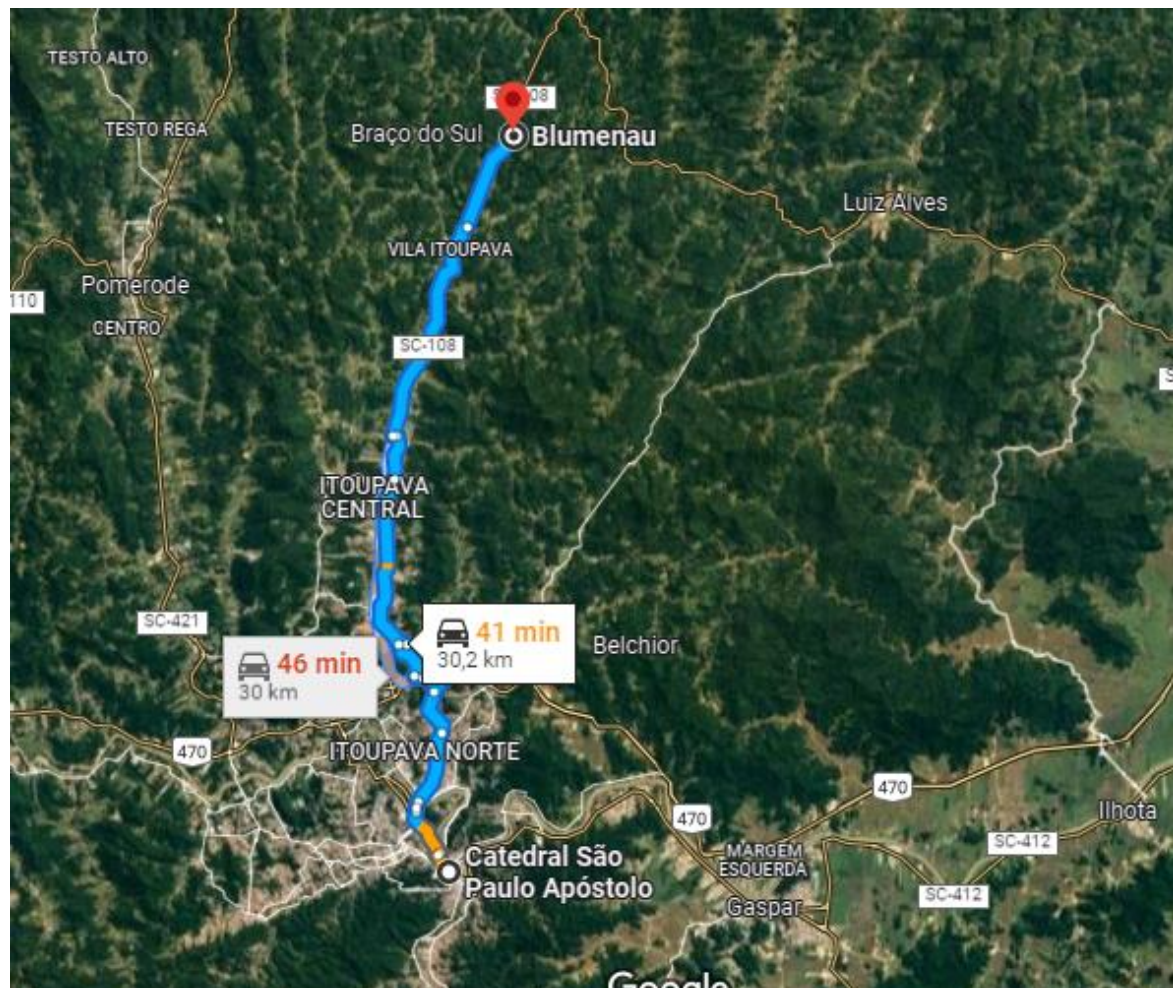 TESTO ALTO
TESTO REGA
Braço do Sul
Blumenau
Luiz Alves
VILA ITOUPAVA
Pomerode
110
CENTRO
SC-108
ITOUPAVA
CENTRAL
SC-421
41 min
30,2 km
Belchior
46 min
30 km
470
ITOUPAVA NORTE
470
470
Ilhota
SC-412
MARGEM
ESQUERDA
SC-412
Catedral São
Paulo Apóstolo
Gaspar
Google